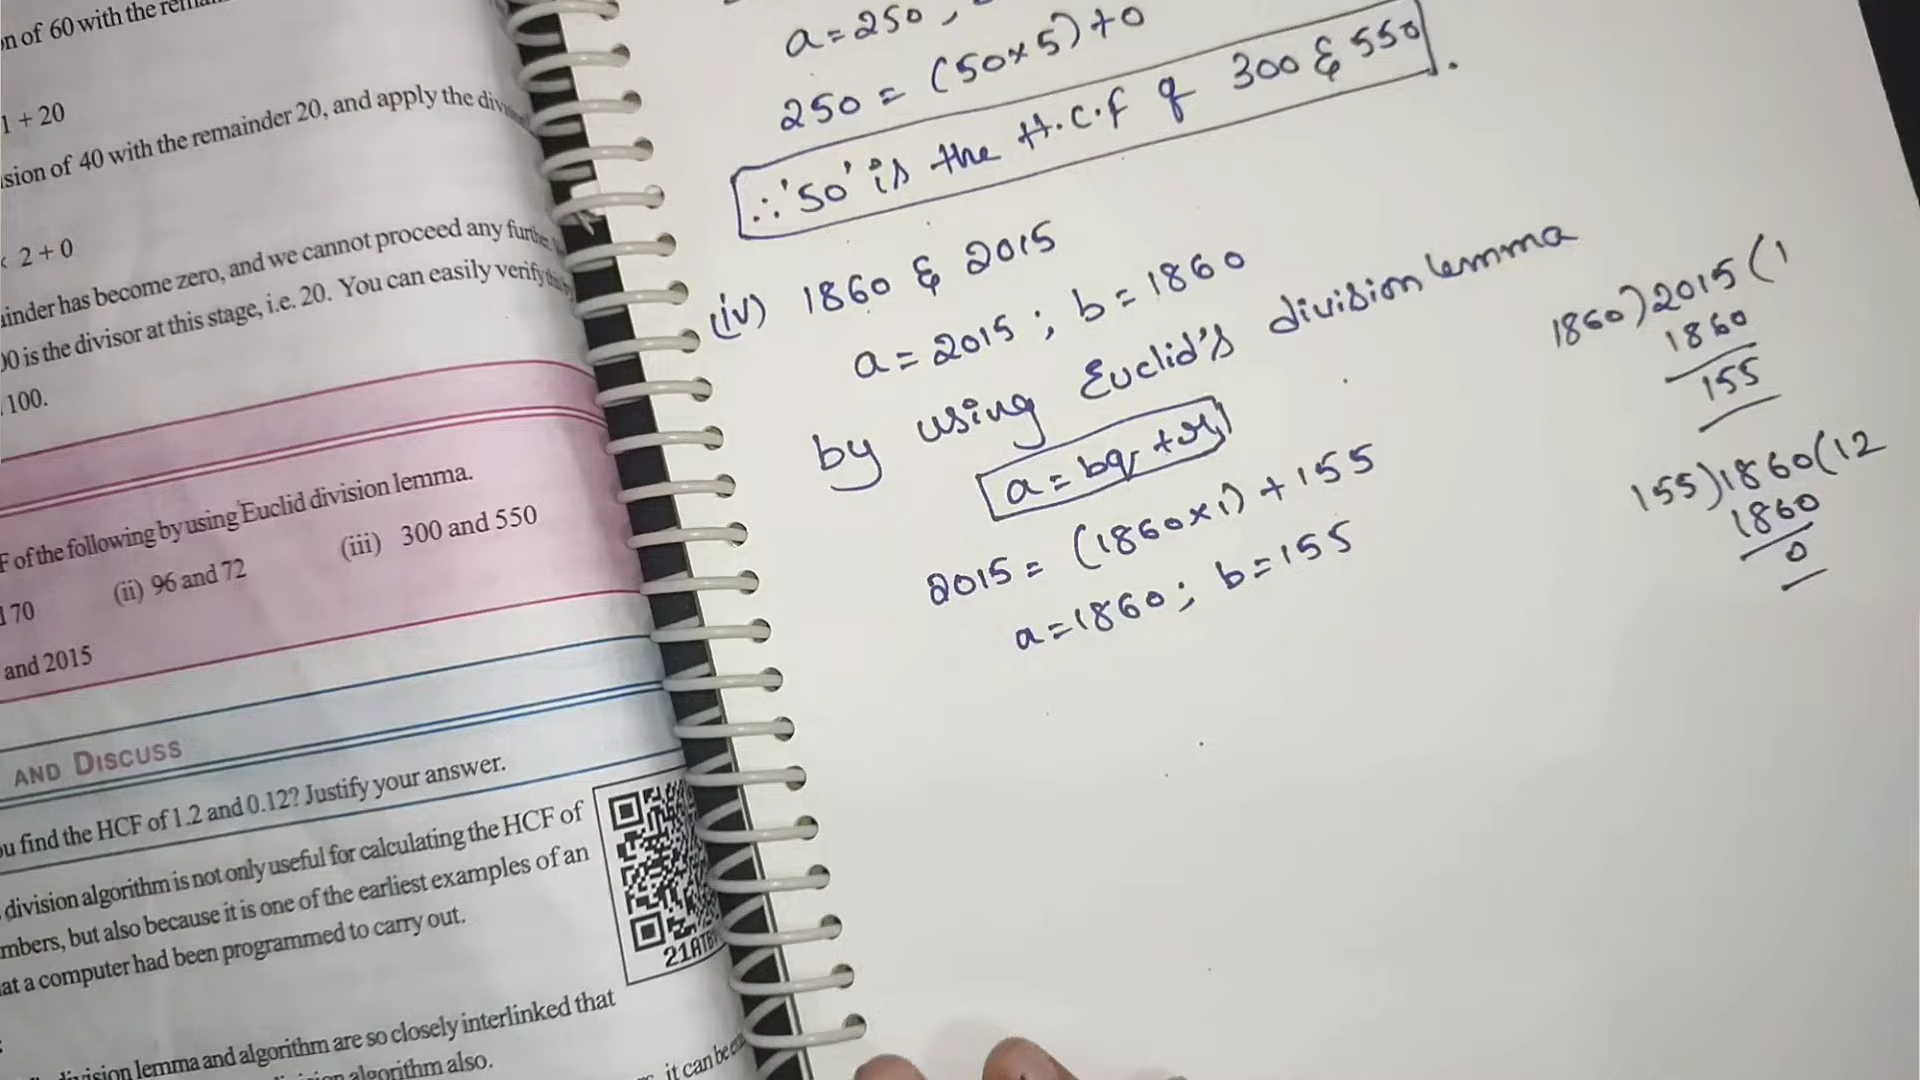 n of 60 with the
1 + 20
sion of 40 with the remainder 20, and apply the
2 + 0
ainder has become zero, and we cannot proceed any
00 is the divisor at this stage, i.e. 20. You can easily verify
100.
F of the following by using Euclid division lemma.
70 (ii) 96 and 72 (iii) 300 and 550
and 2015
AND DISCUSS
ou find the HCF of 1.2 and 0.12? Justify your answer.
division algorithm is not only useful for calculating the HCF of
mbers, but also because it is one of the earliest examples of an
at a computer had been programmed to carry out.
21ATB
division lemma and algorithm are so closely interlinked that
algorithm also.
it can be
a = 250,
250 = (50×5)+0
∴ '50' is the H.C.f of 300 & 550.
(iv) 1860 & 2015
a = 2015 ; b = 1860
by using Euclid's division lemma
a = bq + r
2015 = (1860×1) + 155
a = 1860 ; b = 155
1860)2015(1
1860
155
155)1860(12
1860
0